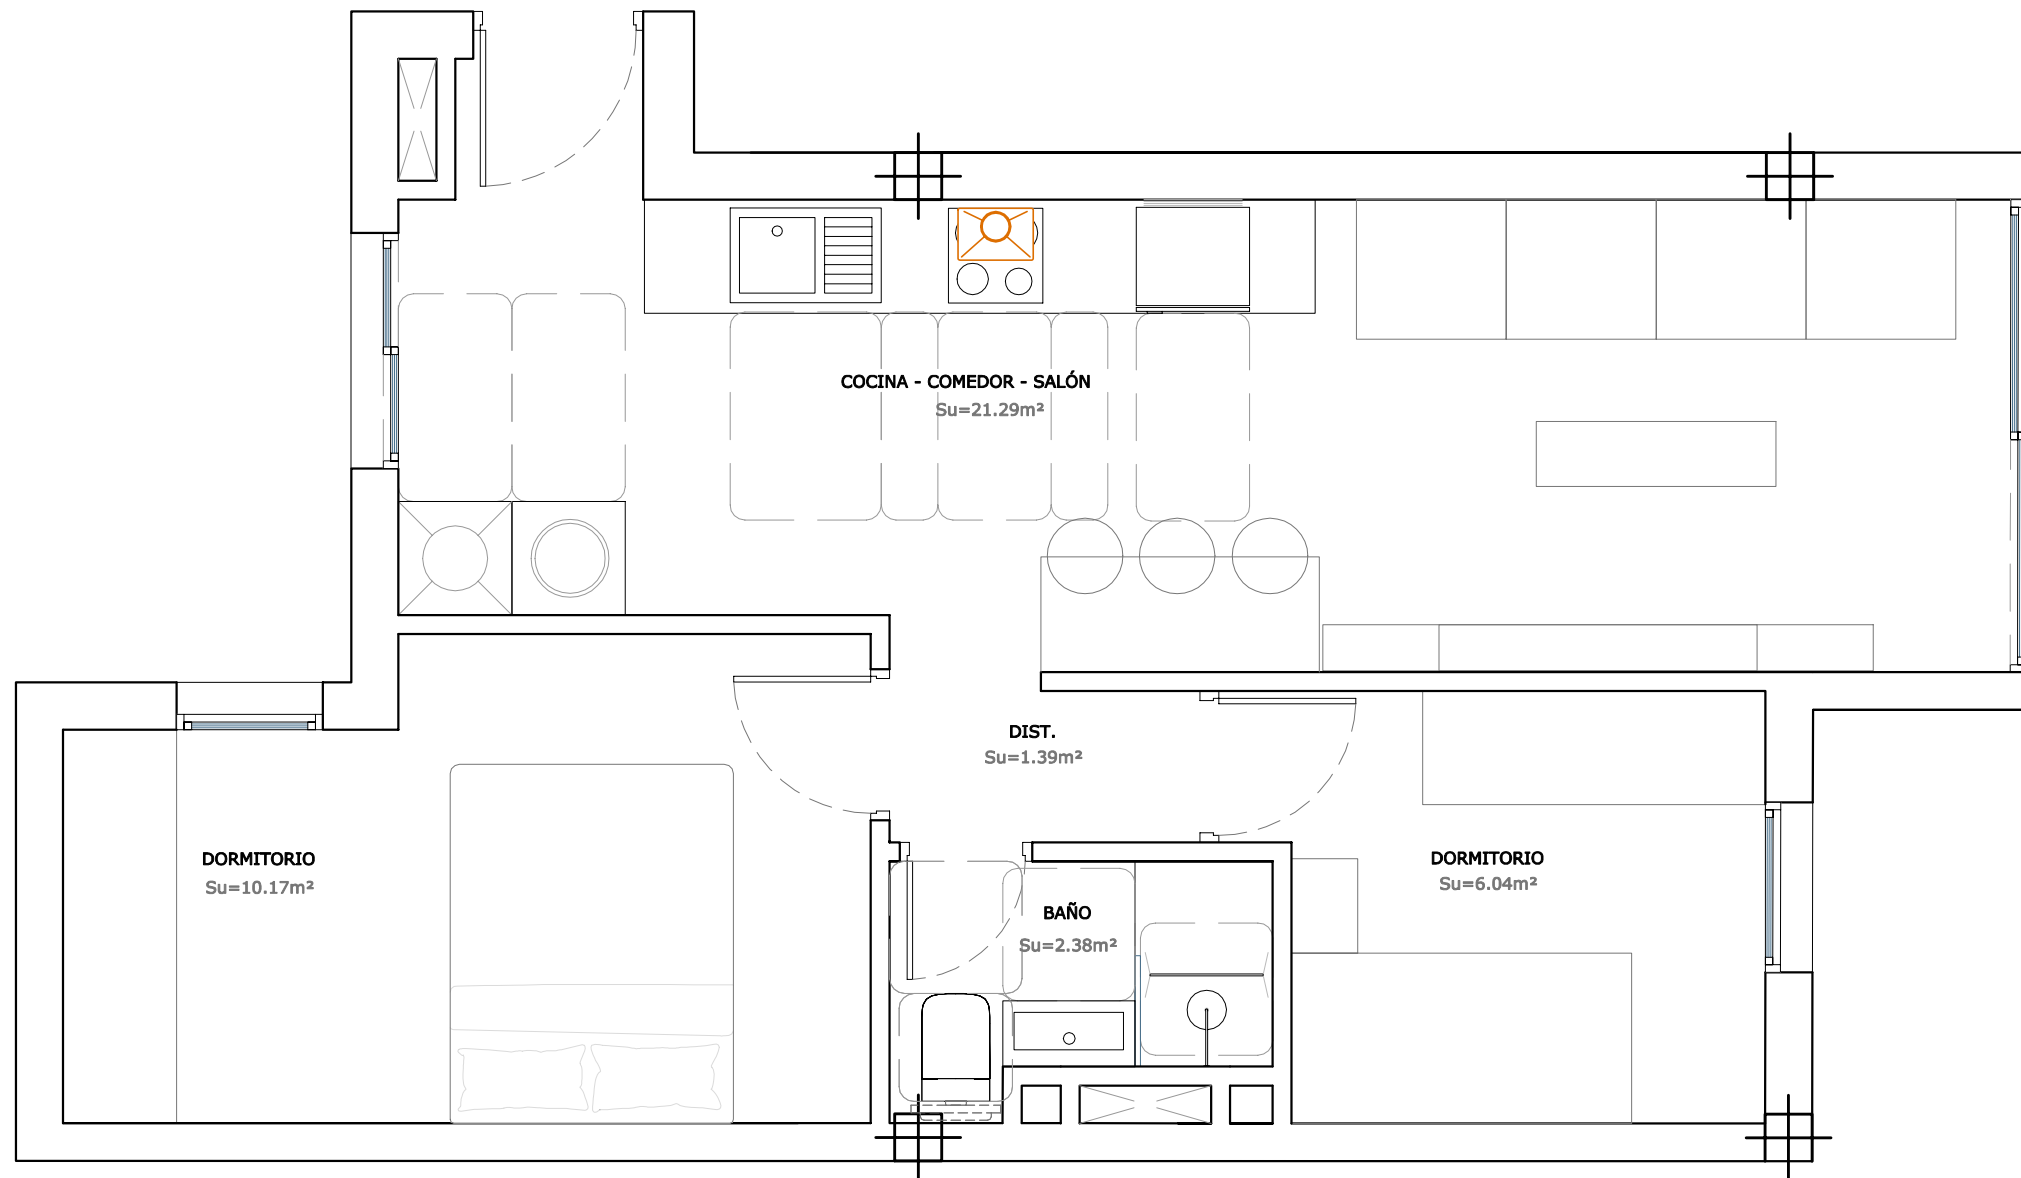 COCINA - COMEDOR - SALÓN
Su=21.29m²
DIST.
Su=1.39m²
DORMITORIO
Su=10.17m²
DORMITORIO
Su=6.04m²
BAÑO
Su=2.38m²